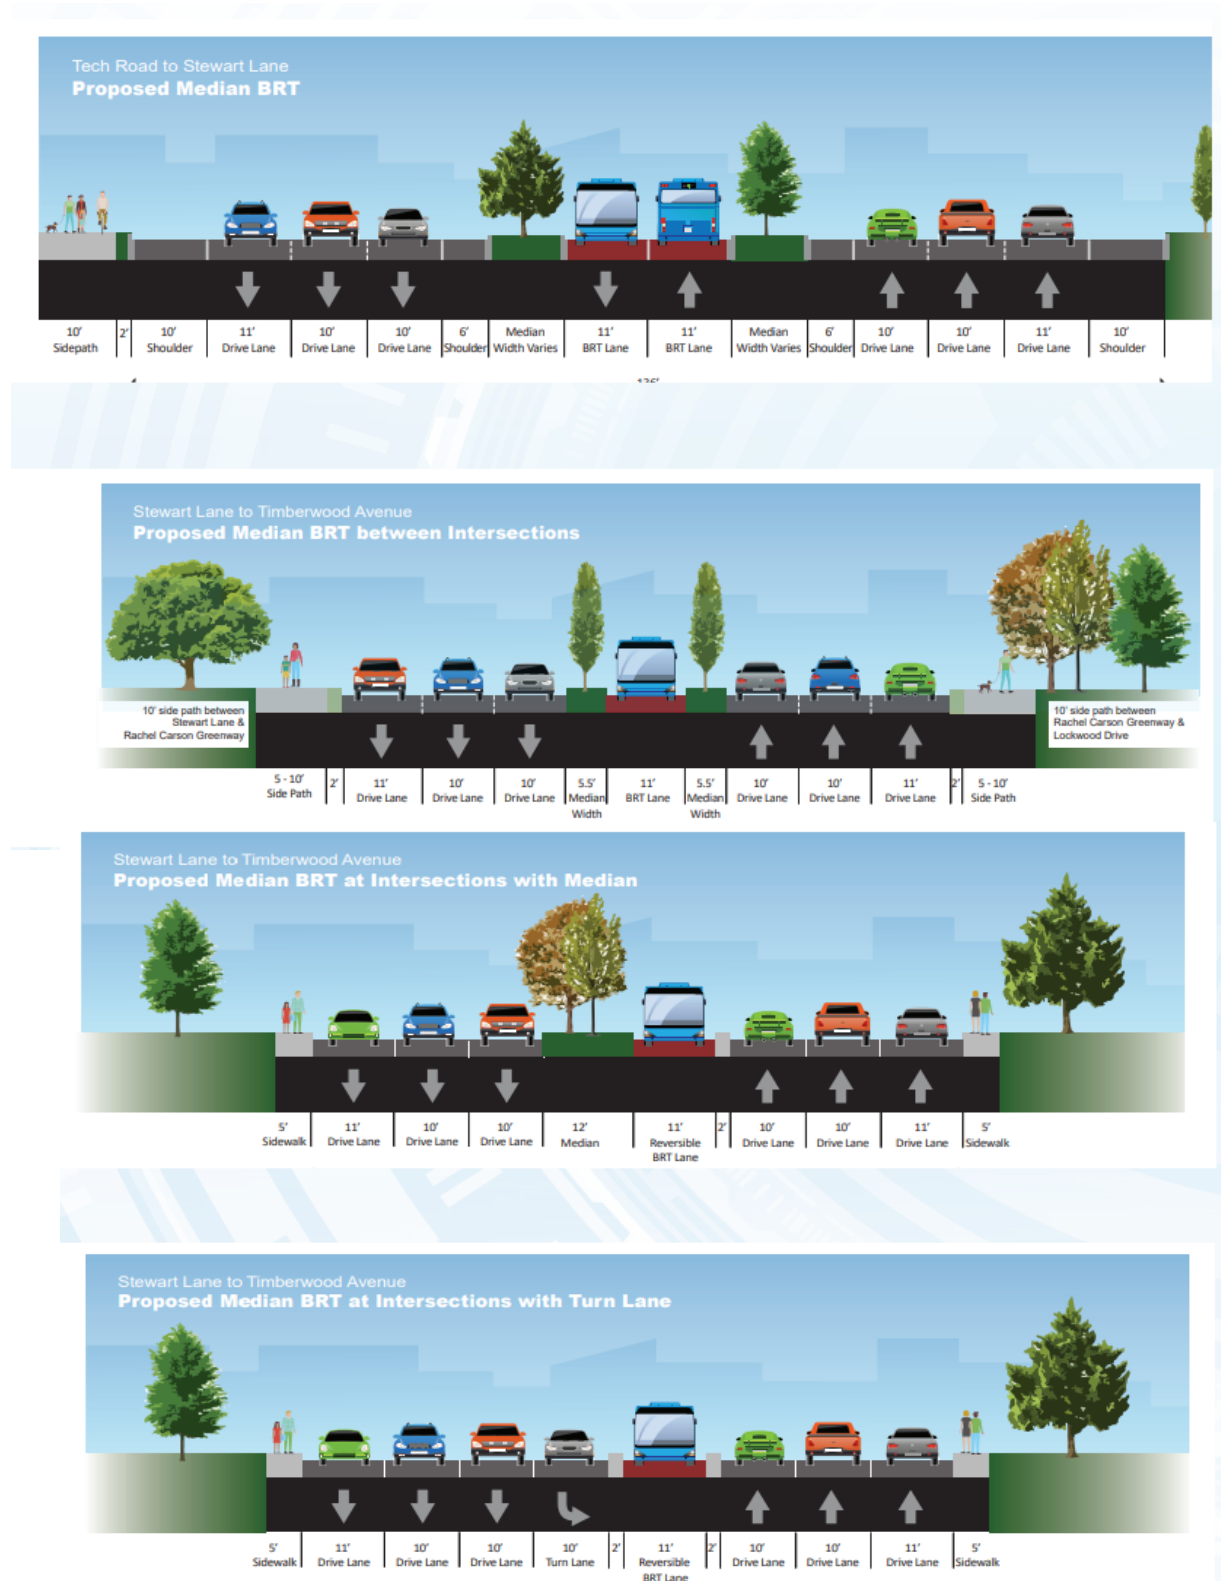 Tech Road to Stewart Lane
Proposed Median BRT
10' 2' 10' 11' 10' 10' 6' Median 11' 11' Median 6' 10' 10' 11' 10'
Sidepath Shoulder Drive Lane Drive Lane Drive Lane Shoulder Width Varies BRT Lane BRT Lane Width Varies Shoulder Drive Lane Drive Lane Drive Lane Shoulder
Stewart Lane to Timberwood Avenue
Proposed Median BRT between Intersections
10' side path between
Stewart Lane &
Rachel Carson Greenway
10' side path between
Rachel Carson Greenway &
Lockwood Drive
5 - 10' 2' 11' 10' 10' 5.5' 11' 5.5' 10' 10' 11' 2' 5 - 10'
Side Path Drive Lane Drive Lane Drive Lane Median BRT Lane Median Drive Lane Drive Lane Drive Lane Side Path
Width Width
Stewart Lane to Timberwood Avenue
Proposed Median BRT at Intersections with Median
5' 11' 10' 10' 12' 11' 2' 10' 10' 11' 5'
Sidewalk Drive Lane Drive Lane Drive Lane Median Reversible Drive Lane Drive Lane Drive Lane Sidewalk
BRT Lane
Stewart Lane to Timberwood Avenue
Proposed Median BRT at Intersections with Turn Lane
5' 11' 10' 10' 10' 2' 11' 2' 10' 10' 11' 5'
Sidewalk Drive Lane Drive Lane Drive Lane Turn Lane Reversible Drive Lane Drive Lane Drive Lane Sidewalk
BRT Lane